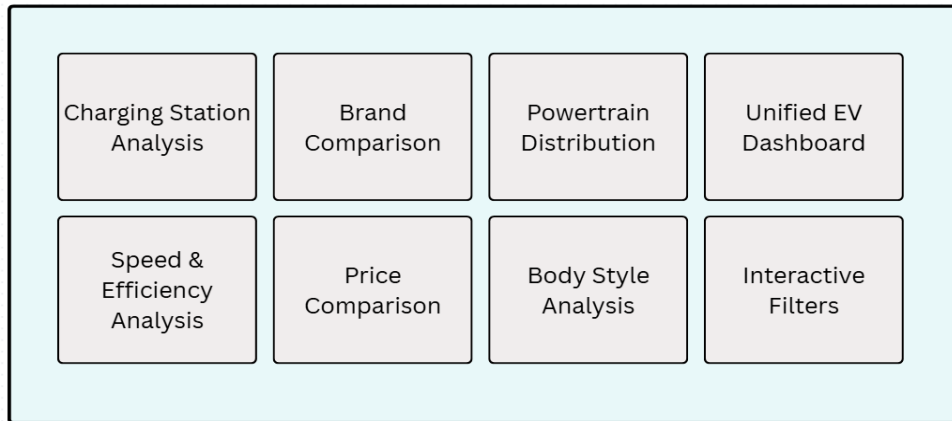 Charging Station
Analysis
Brand
Comparison
Powertrain
Distribution
Unified EV
Dashboard
Speed &
Efficiency
Analysis
Price
Comparison
Body Style
Analysis
Interactive
Filters